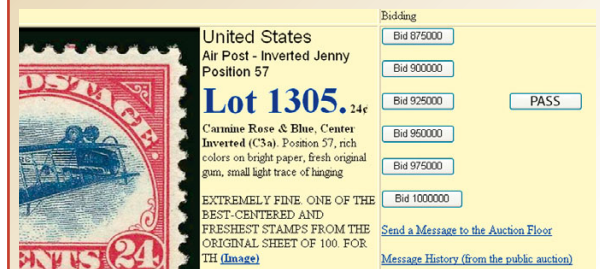 Bidding
United States
Air Post - Inverted Jenny
Position 57
Lot 1305. 24¢
Carmine Rose & Blue, Center
Inverted (C3a). Position 57, rich
colors on bright paper, fresh original
gum, small light trace of hinging
EXTREMELY FINE. ONE OF THE
BEST-CENTERED AND
FRESHEST STAMPS FROM THE
ORIGINAL SHEET OF 100. FOR
TH (Image)
Bid 875000
Bid 900000
Bid 925000
PASS
Bid 950000
Bid 975000
Bid 1000000
Send a Message to the Auction Floor
Message History (from the public auction)
POSTAGE
CENTS 24